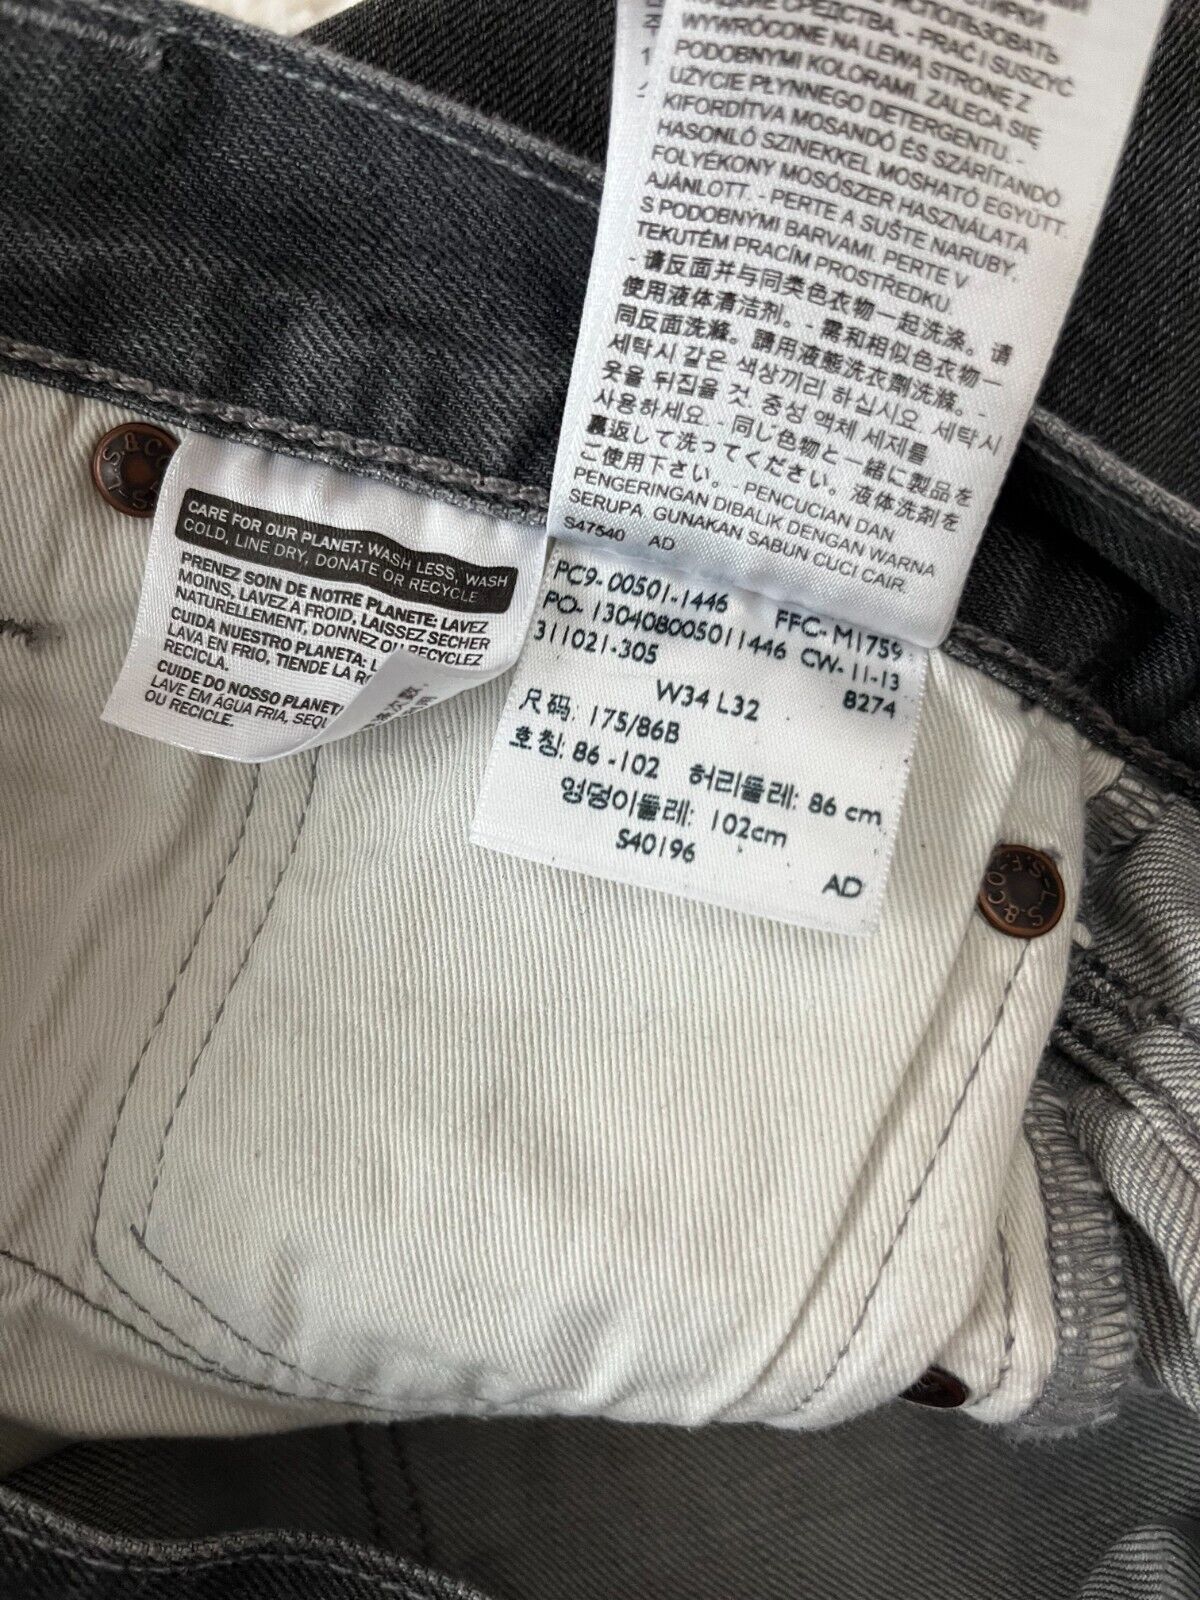 ИСПОЛЬЗОВАТЬ
СРЕДСТВА. - PRAĆ I SUSZYĆ
WYWRÓCONE NA LEWĄ STRONĘ Z
PODOBNYMI KOLORAMI. ZALECA SIĘ
UŻYCIE PŁYNNEGO DETERGENTU. -
KIFORDÍTVA MOSANDÓ ÉS SZÁRÍTANDÓ
HASONLÓ SZINEKKEL MOSHATÓ EGYÜTT.
FOLYÉKONY MOSÓSZER HASZNÁLATA
AJÁNLOTT. - PERTE A SUŠTE NARUBY.
S PODOBNÝMI BARVAMI. PERTE V
TEKUTÉM PRACÍM PROSTŘEDKU.
- 请反面并与同类色衣物一起洗涤。请
使用液体清洁剂。- 需和相似色衣物一
同反面洗滌。請用液態洗衣劑洗滌。-
세탁시 같은 색상끼리 하십시요. 세탁시
옷을 뒤집을 것. 중성 액체 세제를
사용하세요. - 同じ色物と一緒に製品を
裏返して洗ってください。液体洗剤を
ご使用下さい。- PENCUCIAN DAN
PENGERINGAN DIBALIK DENGAN WARNA
SERUPA. GUNAKAN SABUN CUCI CAIR.
S47540 AD
L.S.&CO. S.F.
CARE FOR OUR PLANET: WASH LESS, WASH
COLD, LINE DRY, DONATE OR RECYCLE
PRENEZ SOIN DE NOTRE PLANETE: LAVEZ
MOINS, LAVEZ A FROID, LAISSEZ SECHER
NATURELLEMENT, DONNEZ OU RECYCLEZ
CUIDA NUESTRO PLANETA: L
LAVA EN FRIO, TIENDE LA
RECICLA.
CUIDE DO NOSSO PLANETA
LAVE EM ÁGUA FRIA,
OU RECICLE.
PC9- 00501-1446 FFC- M1759
PO- 130408005011446 CW- 11-13
311021-305 8274
W34 L32
尺码: 175/86B
호칭: 86 -102 허리둘레: 86 cm
엉덩이둘레: 102cm
S40196
AD
L.S.&CO. S.F.